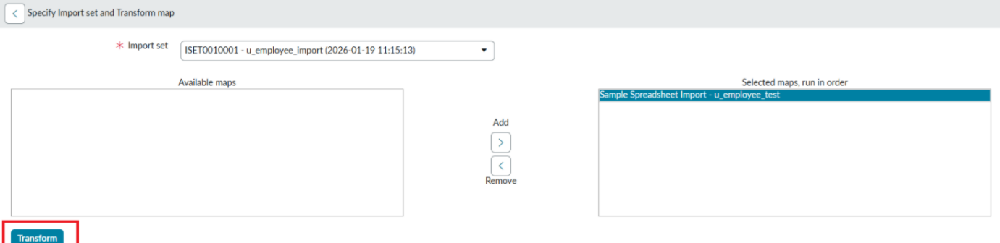 Specify Import set and Transform map
* Import set
ISET0010001 - u_employee_import (2026-01-19 11:15:13)
Available maps
Selected maps, run in order
Sample Spreadsheet Import - u_employee_test
Add
Remove
Transform